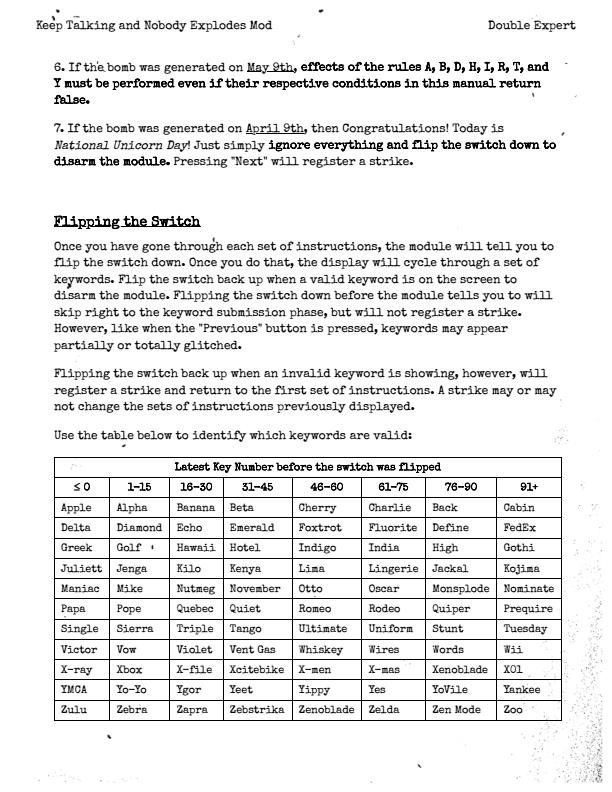 Keep Talking and Nobody Explodes Mod Double Expert
6. If the bomb was generated on May 9th, effects of the rules A, B, D, H, I, R, T, and
Y must be performed even if their respective conditions in this manual return
false.
7. If the bomb was generated on April 9th, then Congratulations! Today is
National Unicorn Day! Just simply ignore everything and flip the switch down to
disarm the module. Pressing "Next" will register a strike.
Flipping the Switch
Once you have gone through each set of instructions, the module will tell you to
flip the switch down. Once you do that, the display will cycle through a set of
keywords. Flip the switch back up when a valid keyword is on the screen to
disarm the module. Flipping the switch down before the module tells you to will
skip right to the keyword submission phase, but will not register a strike.
However, like when the "Previous" button is pressed, keywords may appear
partially or totally glitched.
Flipping the switch back up when an invalid keyword is showing, however, will
register a strike and return to the first set of instructions. A strike may or may
not change the sets of instructions previously displayed.
Use the table below to identify which keywords are valid:
Latest Key Number before the switch was flipped
≤ 0 1-15 16-30 31-45 46-60 61-75 76-90 91+
Apple Alpha Banana Beta Cherry Charlie Back Cabin
Delta Diamond Echo Emerald Foxtrot Fluorite Define FedEx
Greek Golf Hawaii Hotel Indigo India High Gothi
Juliett Jenga Kilo Kenya Lima Lingerie Jackal Kojima
Maniac Mike Nutmeg November Otto Oscar Monsplode Nominate
Papa Pope Quebec Quiet Romeo Rodeo Quiper Prequire
Single Sierra Triple Tango Ultimate Uniform Stunt Tuesday
Victor Vow Violet Vent Gas Whiskey Wires Words Wii
X-ray Xbox X-file Xcitebike X-men X-mas Xenoblade X01
YMCA Yo-Yo Ygor Yeet Yippy Yes YoVile Yankee
Zulu Zebra Zapra Zebstrika Zenoblade Zelda Zen Mode Zoo